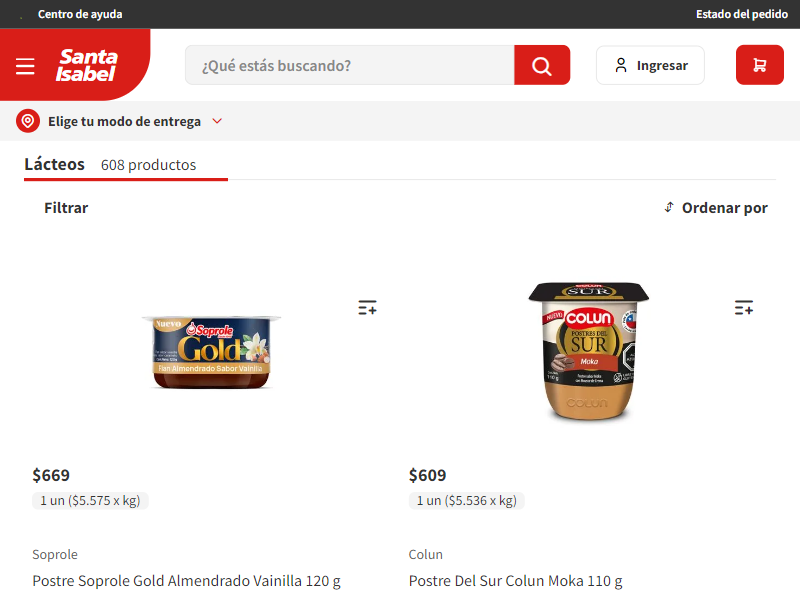 Centro de ayuda
Estado del pedido
Santa
Isabel
¿Qué estás buscando?
Ingresar
Elige tu modo de entrega
Lácteos 608 productos
Filtrar
Ordenar por
Nuevo
Soprole
Gold
Flan Almendrado Sabor Vainilla
COLUN
SUR
NUEVO
COLUN
POSTRES DEL
SUR
Moka
110 g
COLUN
$669
1 un ($5.575 x kg)
$609
1 un ($5.536 x kg)
Soprole
Postre Soprole Gold Almendrado Vainilla 120 g
Colun
Postre Del Sur Colun Moka 110 g